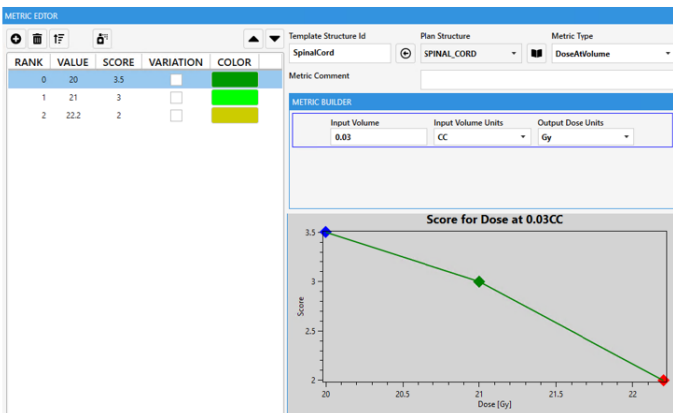 METRIC EDITOR
RANK VALUE SCORE VARIATION COLOR
0 20 3.5
1 21 3
2 22.2 2
Template Structure Id Plan Structure Metric Type
SpinalCord SPINAL_CORD DoseAtVolume
Metric Comment
METRIC BUILDER
Input Volume Input Volume Units Output Dose Units
0.03 CC Gy
Score for Dose at 0.03CC
3.5
3
2.5
2
Score
20 20.5 21 21.5 22
Dose [Gy]